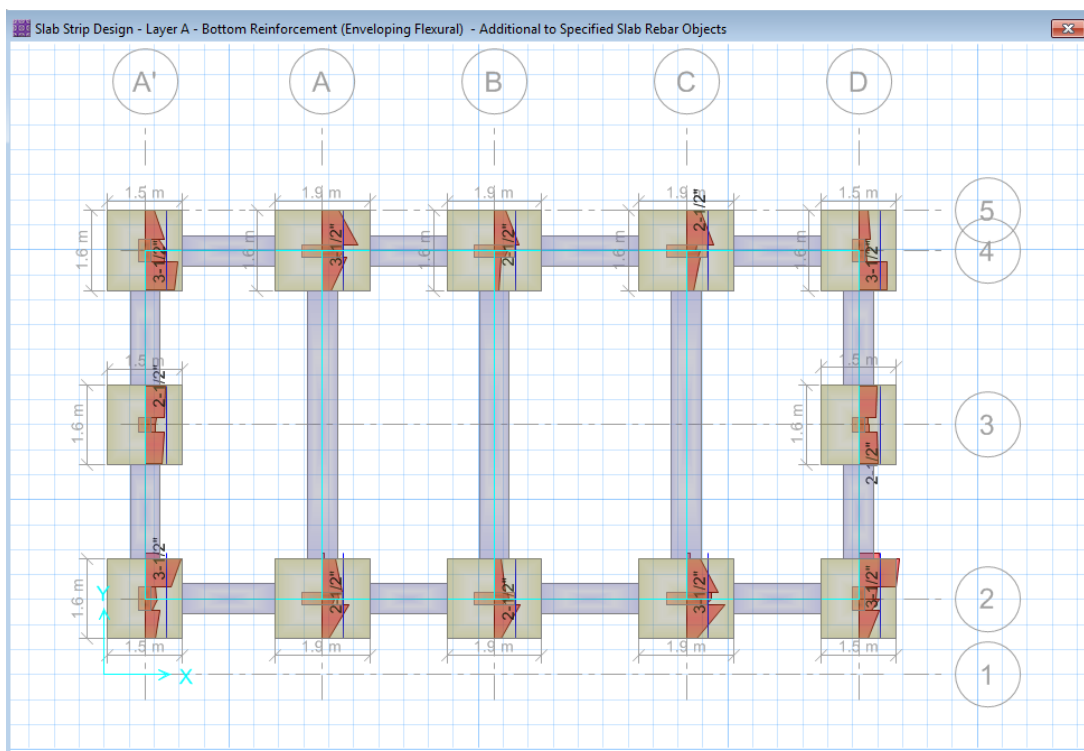 Slab Strip Design - Layer A - Bottom Reinforcement (Enveloping Flexural) - Additional to Specified Slab Rebar Objects
A' A B C D
1.5 m 1.9 m 1.9 m 1.9 m 1.5 m
5
4
1.6 m 1.6 m 1.6 m 1.6 m 1.6 m
3-1/2" 3-1/2" 2-1/2" 2-1/2" 3-1/2"
1.5 m 1.5 m
3
1.6 m 1.6 m
2-1/2" 2-1/2"
2
1.6 m
3-1/2" 2-1/2" 2-1/2" 3-1/2" 3-1/2"
Y
1.5 m 1.9 m 1.9 m 1.9 m 1.5 m
X
1